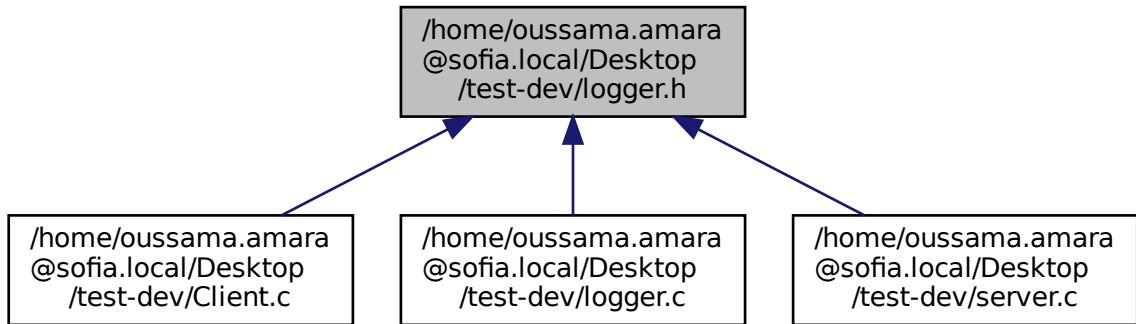 /home/oussama.amara
@sofia.local/Desktop
/test-dev/logger.h
/home/oussama.amara
@sofia.local/Desktop
/test-dev/Client.c
/home/oussama.amara
@sofia.local/Desktop
/test-dev/logger.c
/home/oussama.amara
@sofia.local/Desktop
/test-dev/server.c